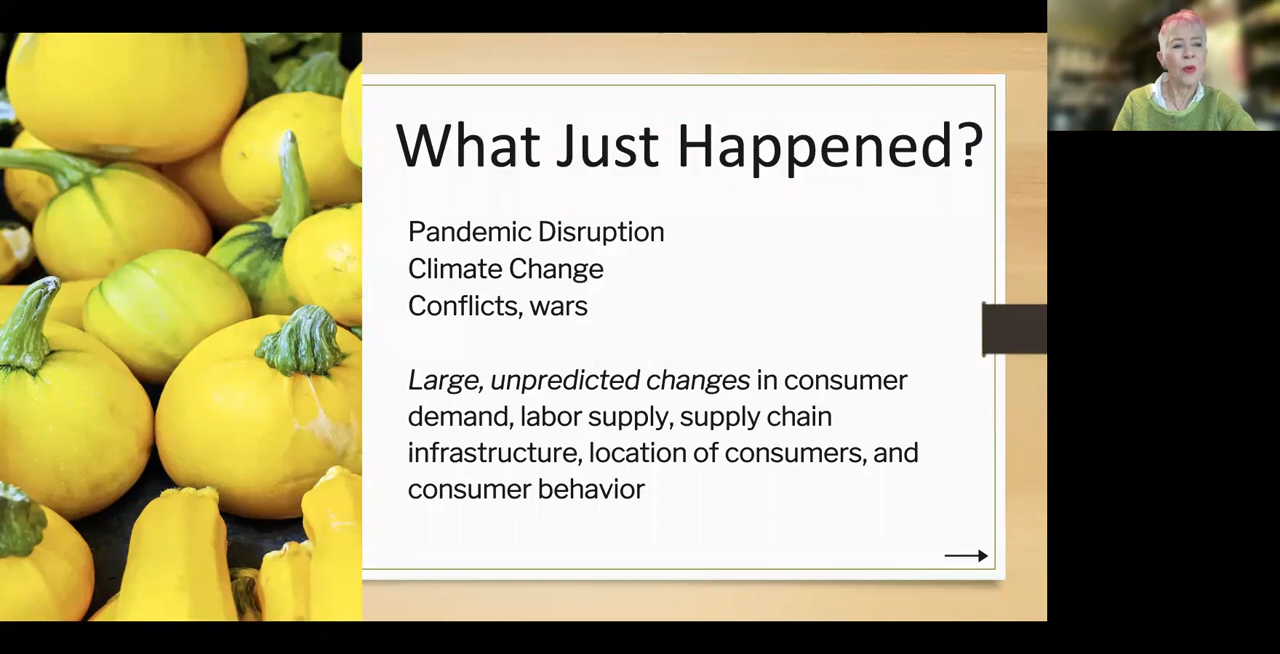 What Just Happened?
Pandemic Disruption
Climate Change
Conflicts, wars
Large, unpredicted changes in consumer
demand, labor supply, supply chain
infrastructure, location of consumers, and
consumer behavior